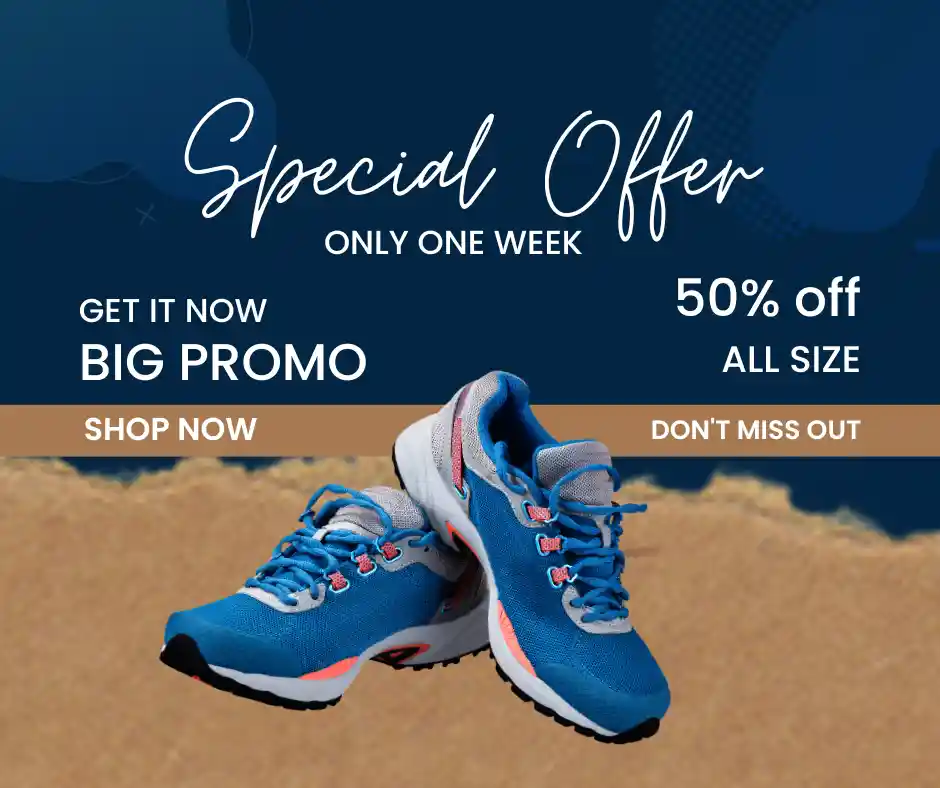 Special Offer
ONLY ONE WEEK
GET IT NOW
BIG PROMO
50% off
ALL SIZE
SHOP NOW
DON'T MISS OUT